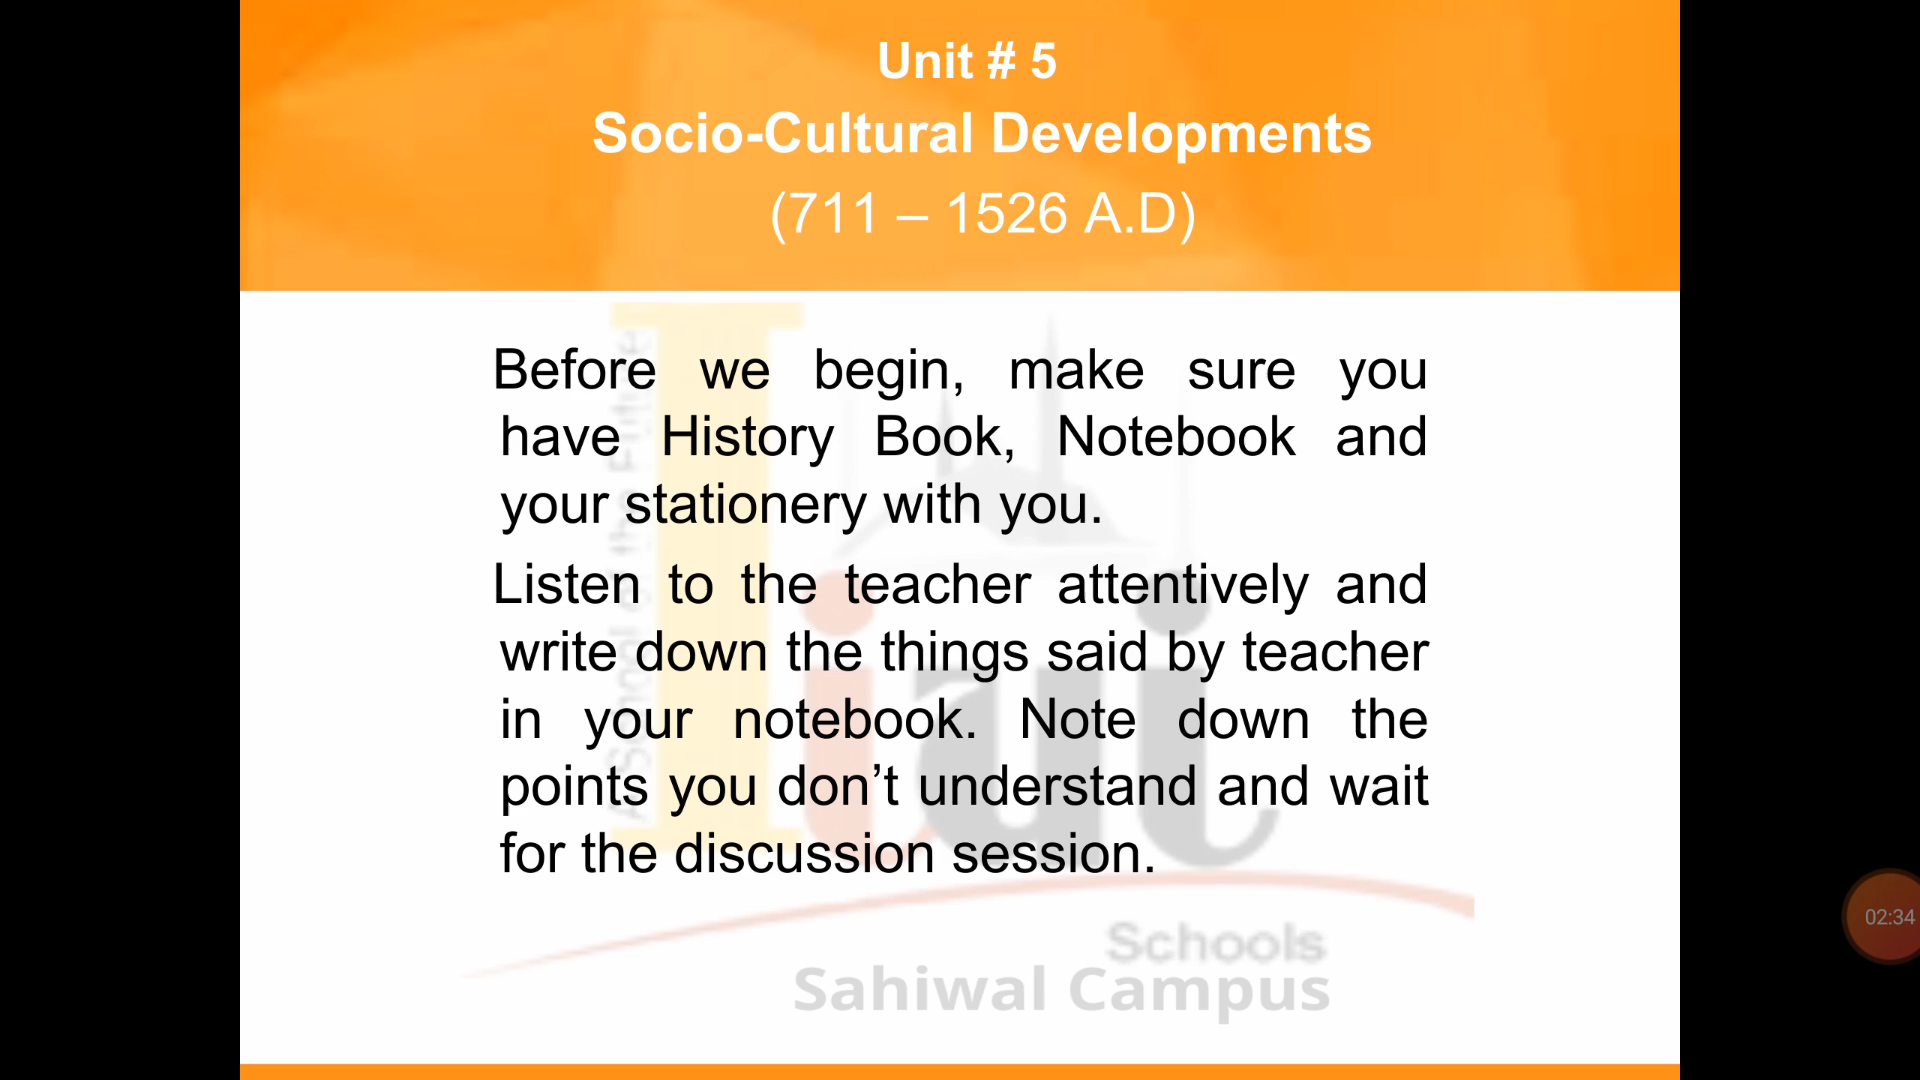 Unit # 5
Socio-Cultural Developments
(711 – 1526 A.D)
Before we begin, make sure you
have History Book, Notebook and
your stationery with you.
Listen to the teacher attentively and
write down the things said by teacher
in your notebook. Note down the
points you don’t understand and wait
for the discussion session.
Schools
Sahiwal Campus
02:34